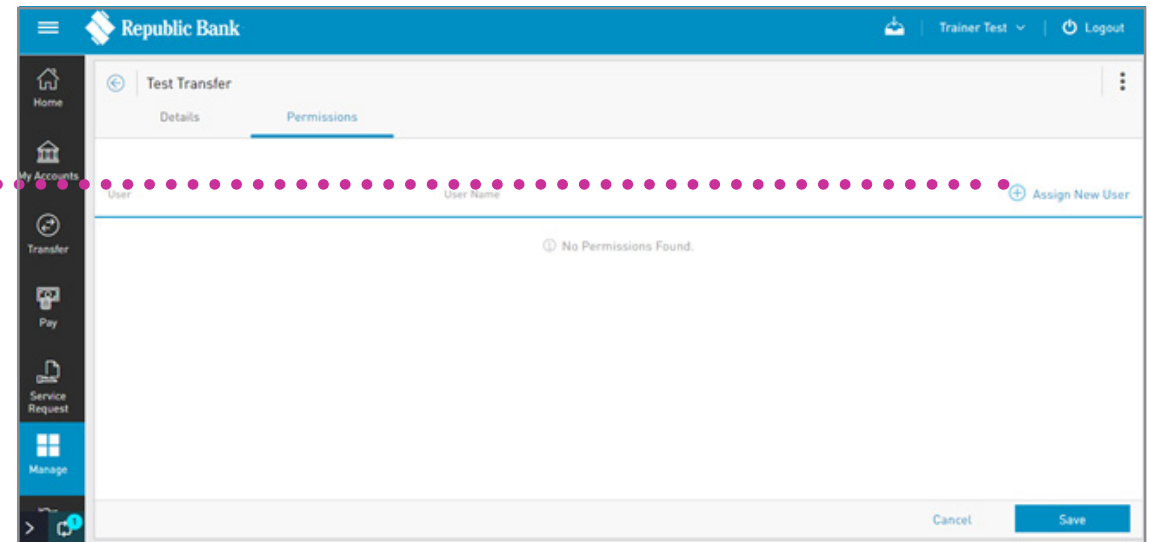 Republic Bank
Trainer Test
Logout
Home
My Accounts
Transfer
Pay
Service
Request
Manage
1
Test Transfer
Details
Permissions
User
User Name
Assign New User
No Permissions Found.
Cancel
Save